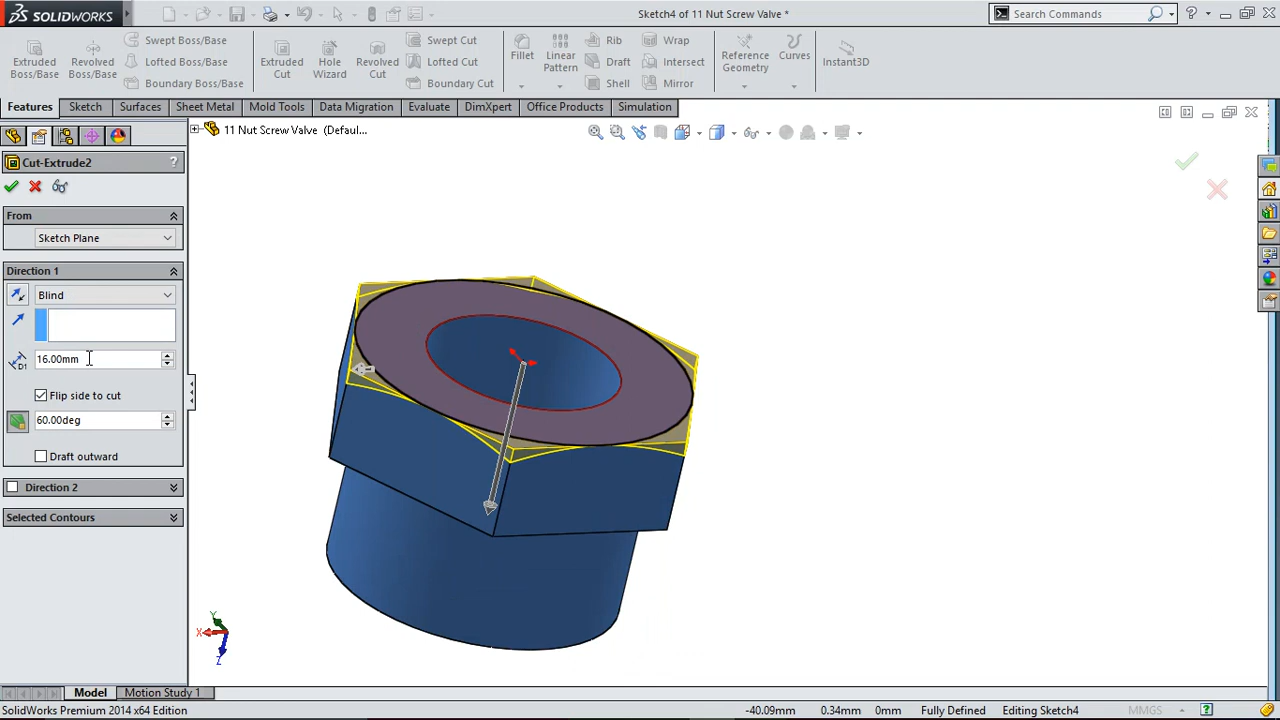 SOLIDWORKS
Sketch4 of 11 Nut Screw Valve *
Search Commands
Extruded Boss/Base
Revolved Boss/Base
Swept Boss/Base
Lofted Boss/Base
Boundary Boss/Base
Extruded Cut
Hole Wizard
Revolved Cut
Swept Cut
Lofted Cut
Boundary Cut
Fillet
Linear Pattern
Rib
Draft
Shell
Wrap
Intersect
Mirror
Reference Geometry
Curves
Instant3D
Features Sketch Surfaces Sheet Metal Mold Tools Data Migration Evaluate DimXpert Office Products Simulation
11 Nut Screw Valve (Defaul...
Cut-Extrude2 ?
From
Sketch Plane
Direction 1
Blind
D1 16.00mm
Flip side to cut
60.00deg
Draft outward
Direction 2
Selected Contours
Y
X
Z
Model Motion Study 1
SolidWorks Premium 2014 x64 Edition -40.09mm 0.34mm 0mm Fully Defined Editing Sketch4 MMGS ?